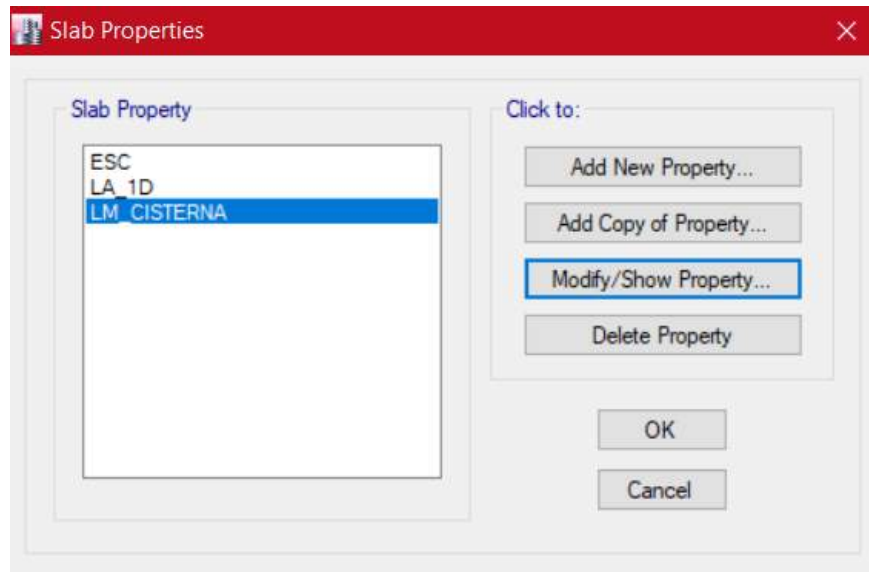 Slab Properties
Slab Property
ESC
LA_1D
LM_CISTERNA
Click to:
Add New Property...
Add Copy of Property...
Modify/Show Property...
Delete Property
OK
Cancel